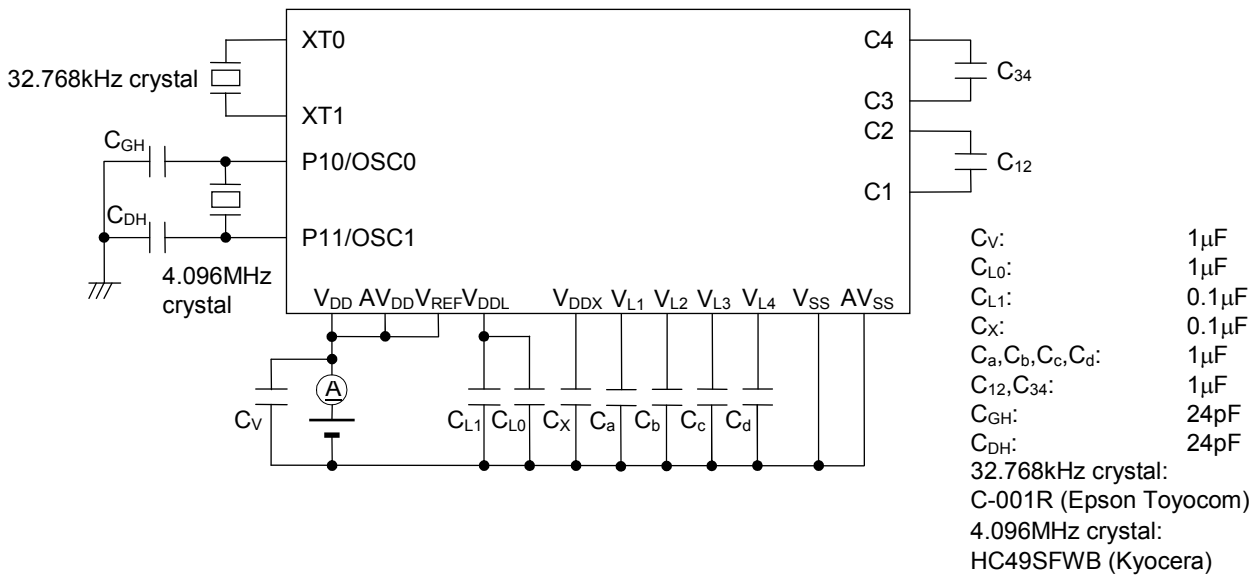 XT0
C4
32.768kHz crystal
C34
XT1
C3
C2
CGH
P10/OSC0
C12
C1
CDH
P11/OSC1
4.096MHz
crystal
VDD AVDD VREF VDDL VDDX VL1 VL2 VL3 VL4 VSS AVSS
A
CV CL1 CL0 CX Ca Cb Cc Cd
CV: 1μF
CL0: 1μF
CL1: 0.1μF
CX: 0.1μF
Ca,Cb,Cc,Cd: 1μF
C12,C34: 1μF
CGH: 24pF
CDH: 24pF
32.768kHz crystal:
C-001R (Epson Toyocom)
4.096MHz crystal:
HC49SFWB (Kyocera)